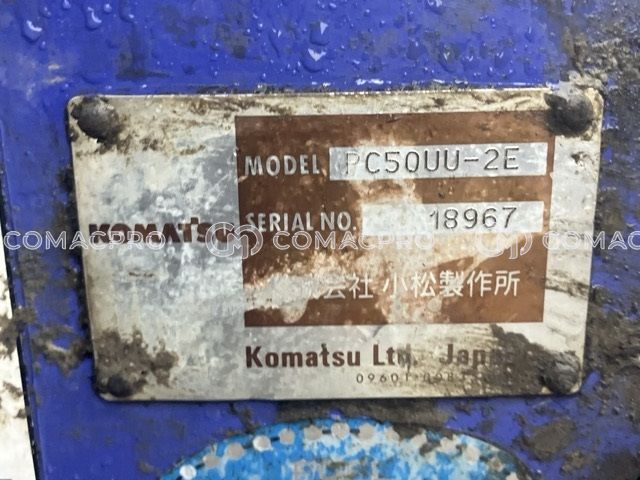 MODEL PC50UU-2E
KOMATSU
SERIAL NO. 18967
COMACPRO COMACPRO COMACPRO
会社 小松製作所
Komatsu Ltd. Japan